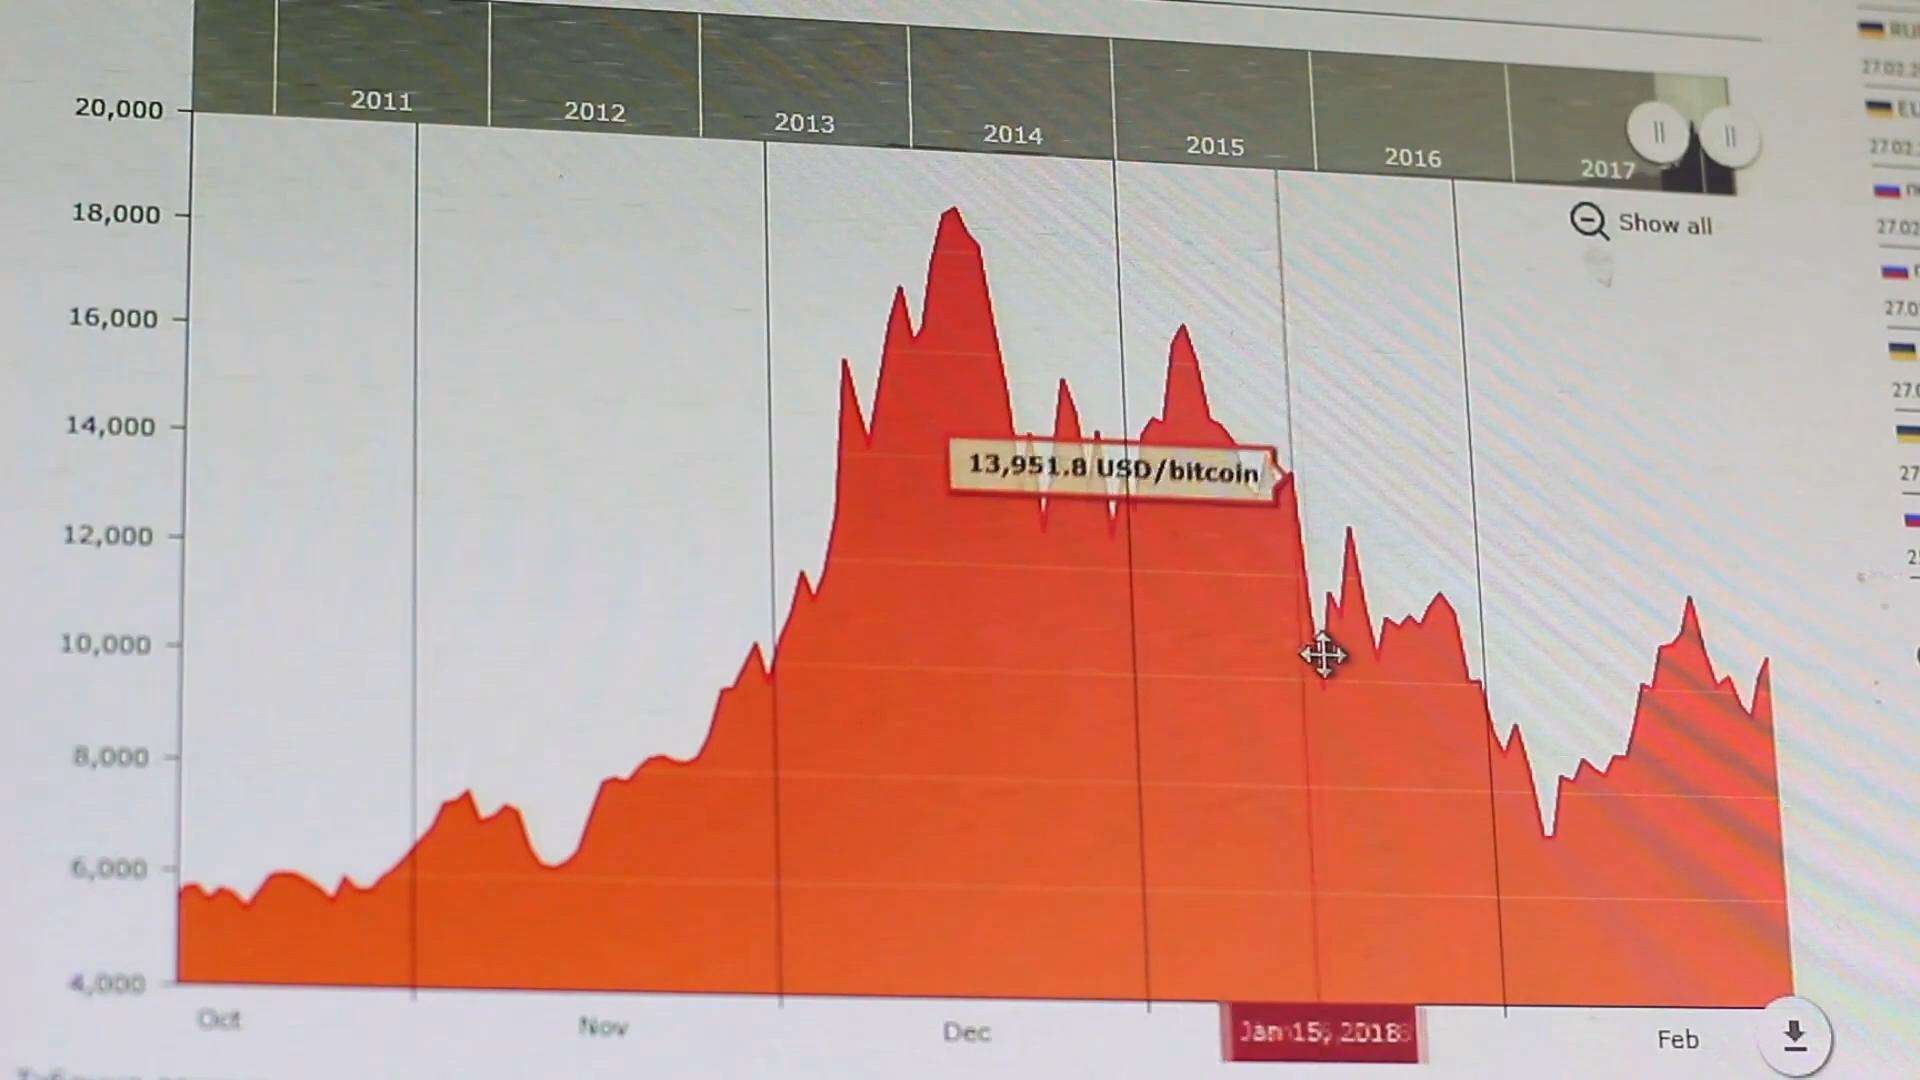 2011
2012
2013
2014
2015
2016
2017
Show all
20,000
18,000
16,000
14,000
12,000
10,000
8,000
6,000
4,000
13,951.8 USD/bitcoin
Oct
Nov
Dec
Jan 15, 2018
Feb